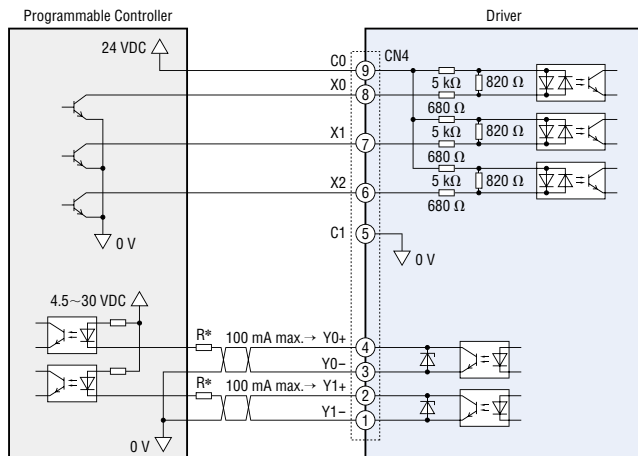 Programmable Controller
Driver
24 VDC
C0
CN4
9
5 kΩ
820 Ω
X0
8
680 Ω
5 kΩ
820 Ω
X1
7
680 Ω
5 kΩ
820 Ω
X2
6
680 Ω
C1
5
0 V
0 V
4.5~30 VDC
R*
100 mA max.→
Y0+
4
Y0−
3
R*
100 mA max.→
Y1+
2
Y1−
1
0 V